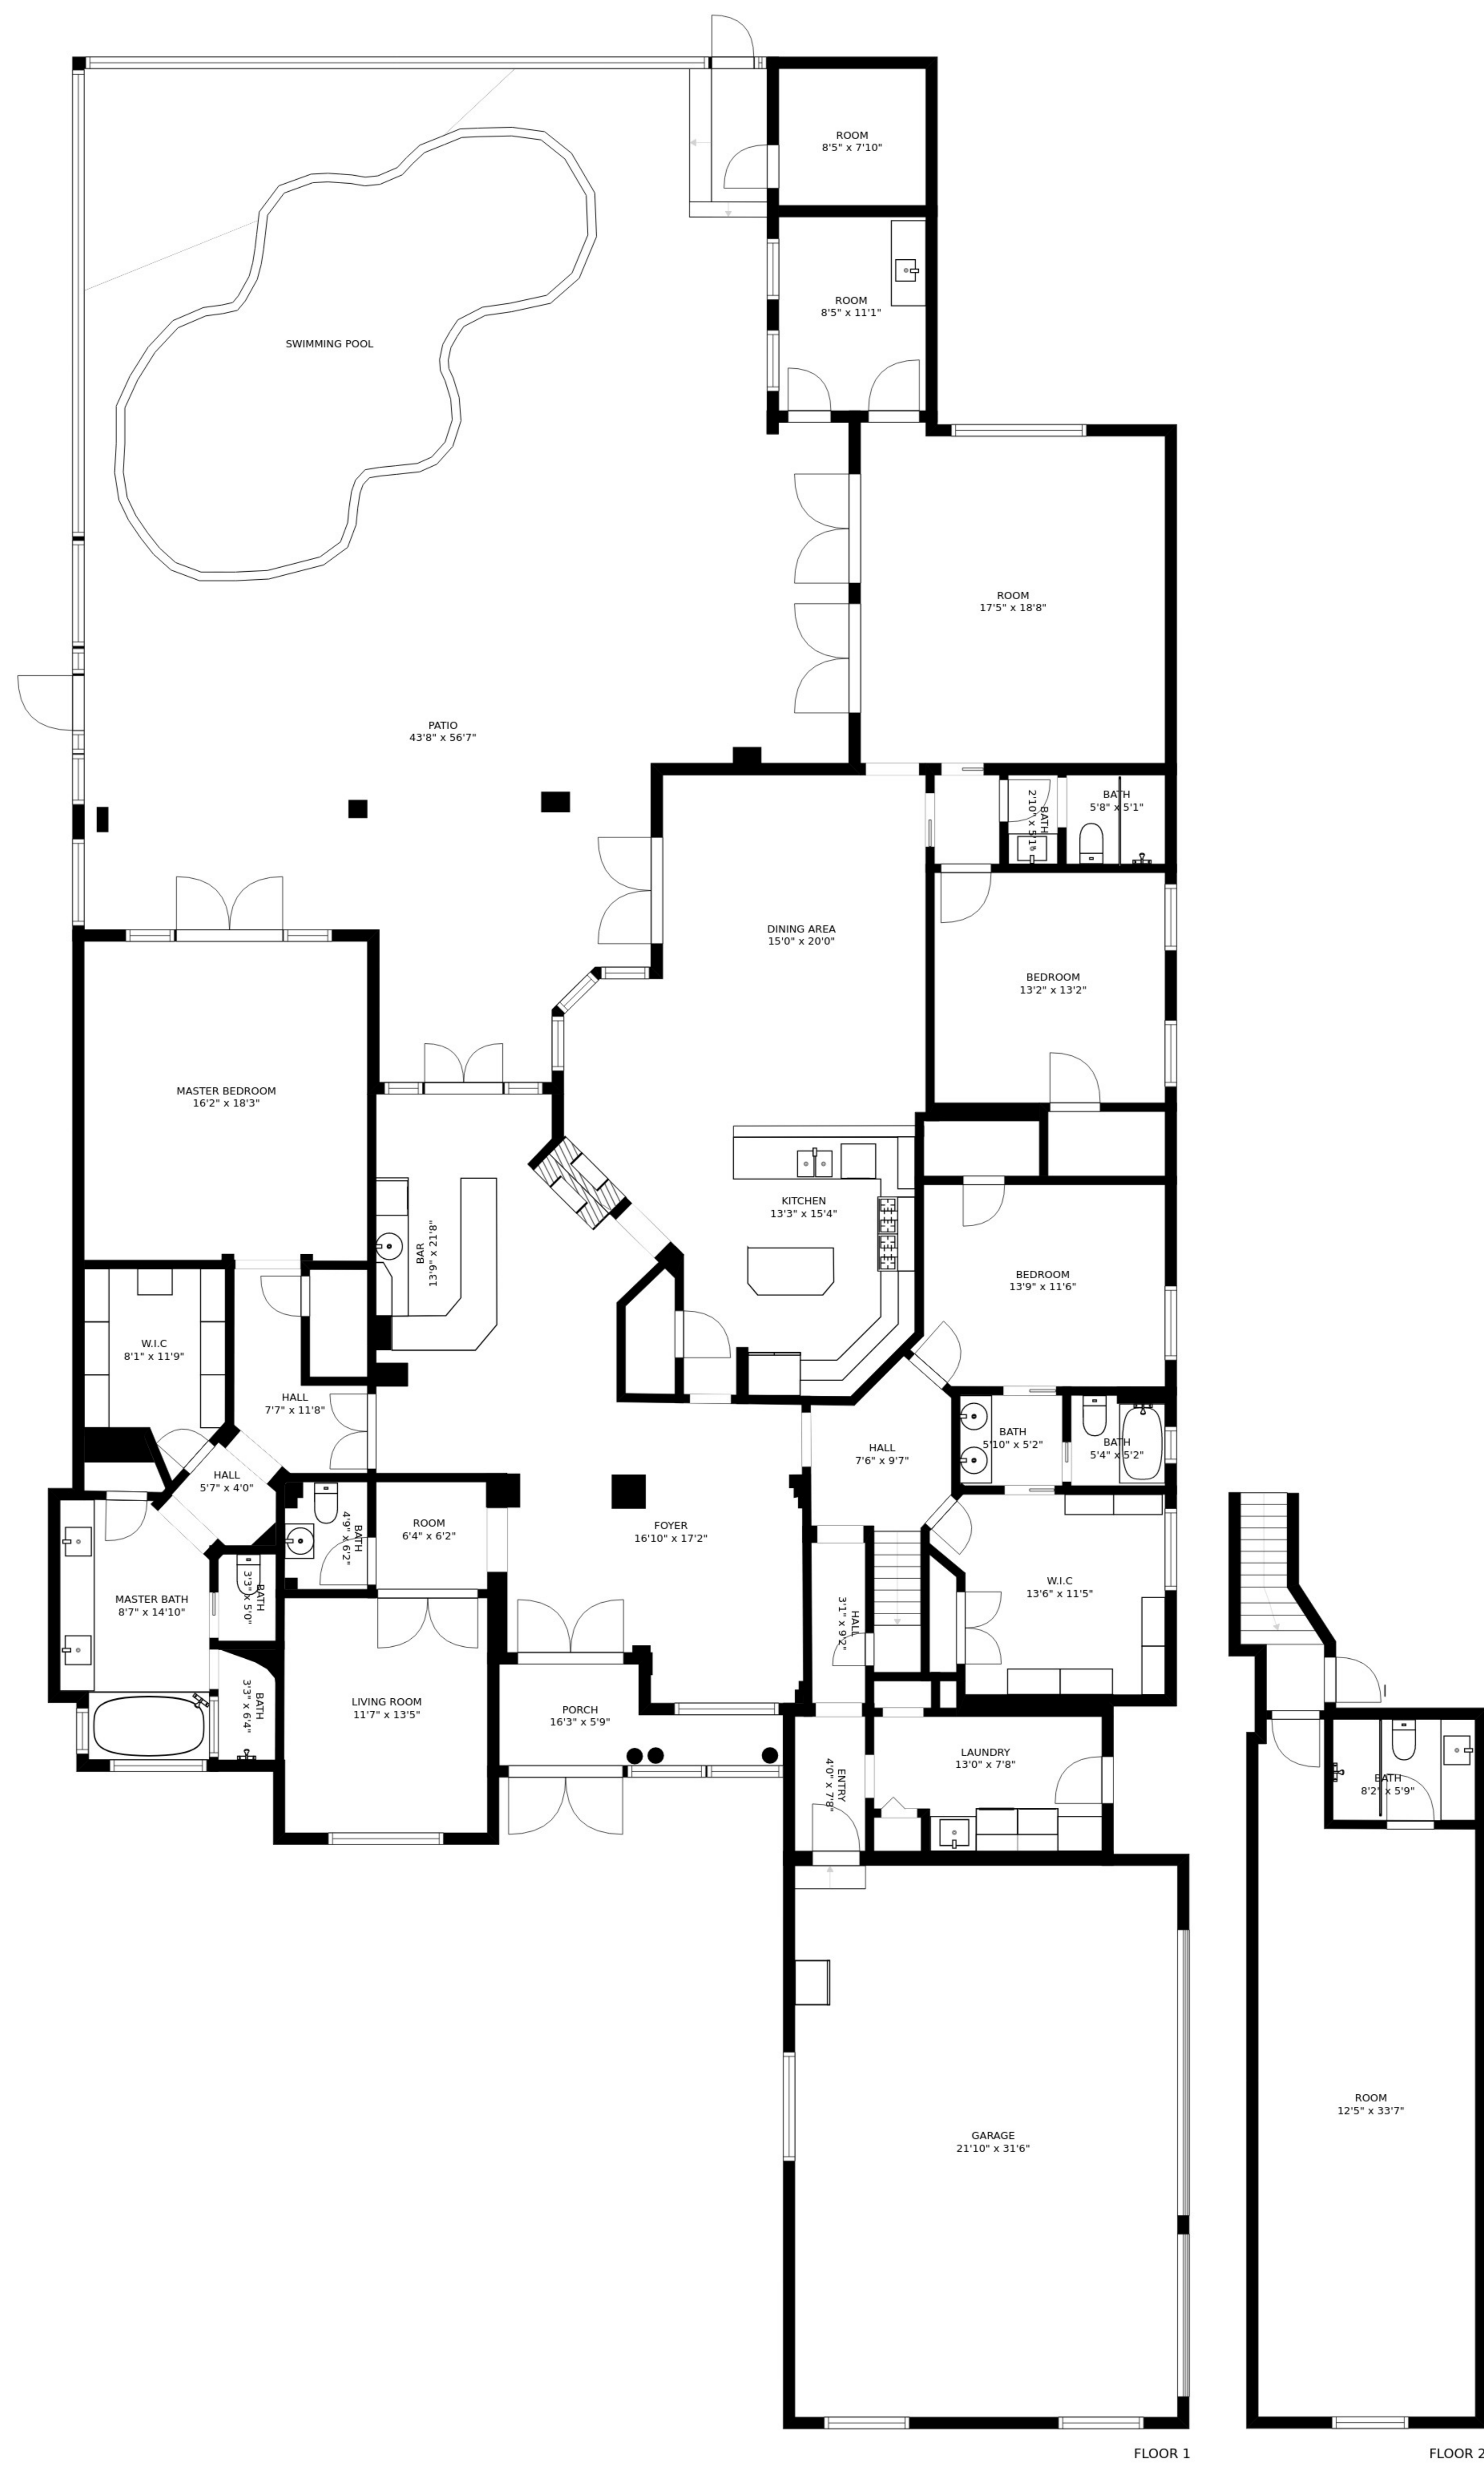 ROOM
8'5" x 7'10"
ROOM
8'5" x 11'1"
SWIMMING POOL
ROOM
17'5" x 18'8"
PATIO
43'8" x 56'7"
BATH
2'10" x 5'1"
BATH
5'8" x 5'1"
DINING AREA
15'0" x 20'0"
BEDROOM
13'2" x 13'2"
MASTER BEDROOM
16'2" x 18'3"
KITCHEN
13'3" x 15'4"
BAR
13'9" x 21'8"
BEDROOM
13'9" x 11'6"
W.I.C
8'1" x 11'9"
HALL
7'7" x 11'8"
BATH
5'10" x 5'2"
BATH
5'4" x 5'2"
HALL
7'6" x 9'7"
HALL
5'7" x 4'0"
BATH
4'9" x 6'2"
ROOM
6'4" x 6'2"
FOYER
16'10" x 17'2"
W.I.C
13'6" x 11'5"
MASTER BATH
8'7" x 14'10"
BATH
3'3" x 5'0"
HALL
3'1" x 9'2"
BATH
3'3" x 6'4"
LIVING ROOM
11'7" x 13'5"
PORCH
16'3" x 5'9"
ENTRY
4'0" x 7'8"
LAUNDRY
13'0" x 7'8"
BATH
8'2" x 5'9"
ROOM
12'5" x 33'7"
GARAGE
21'10" x 31'6"
FLOOR 1
FLOOR 2